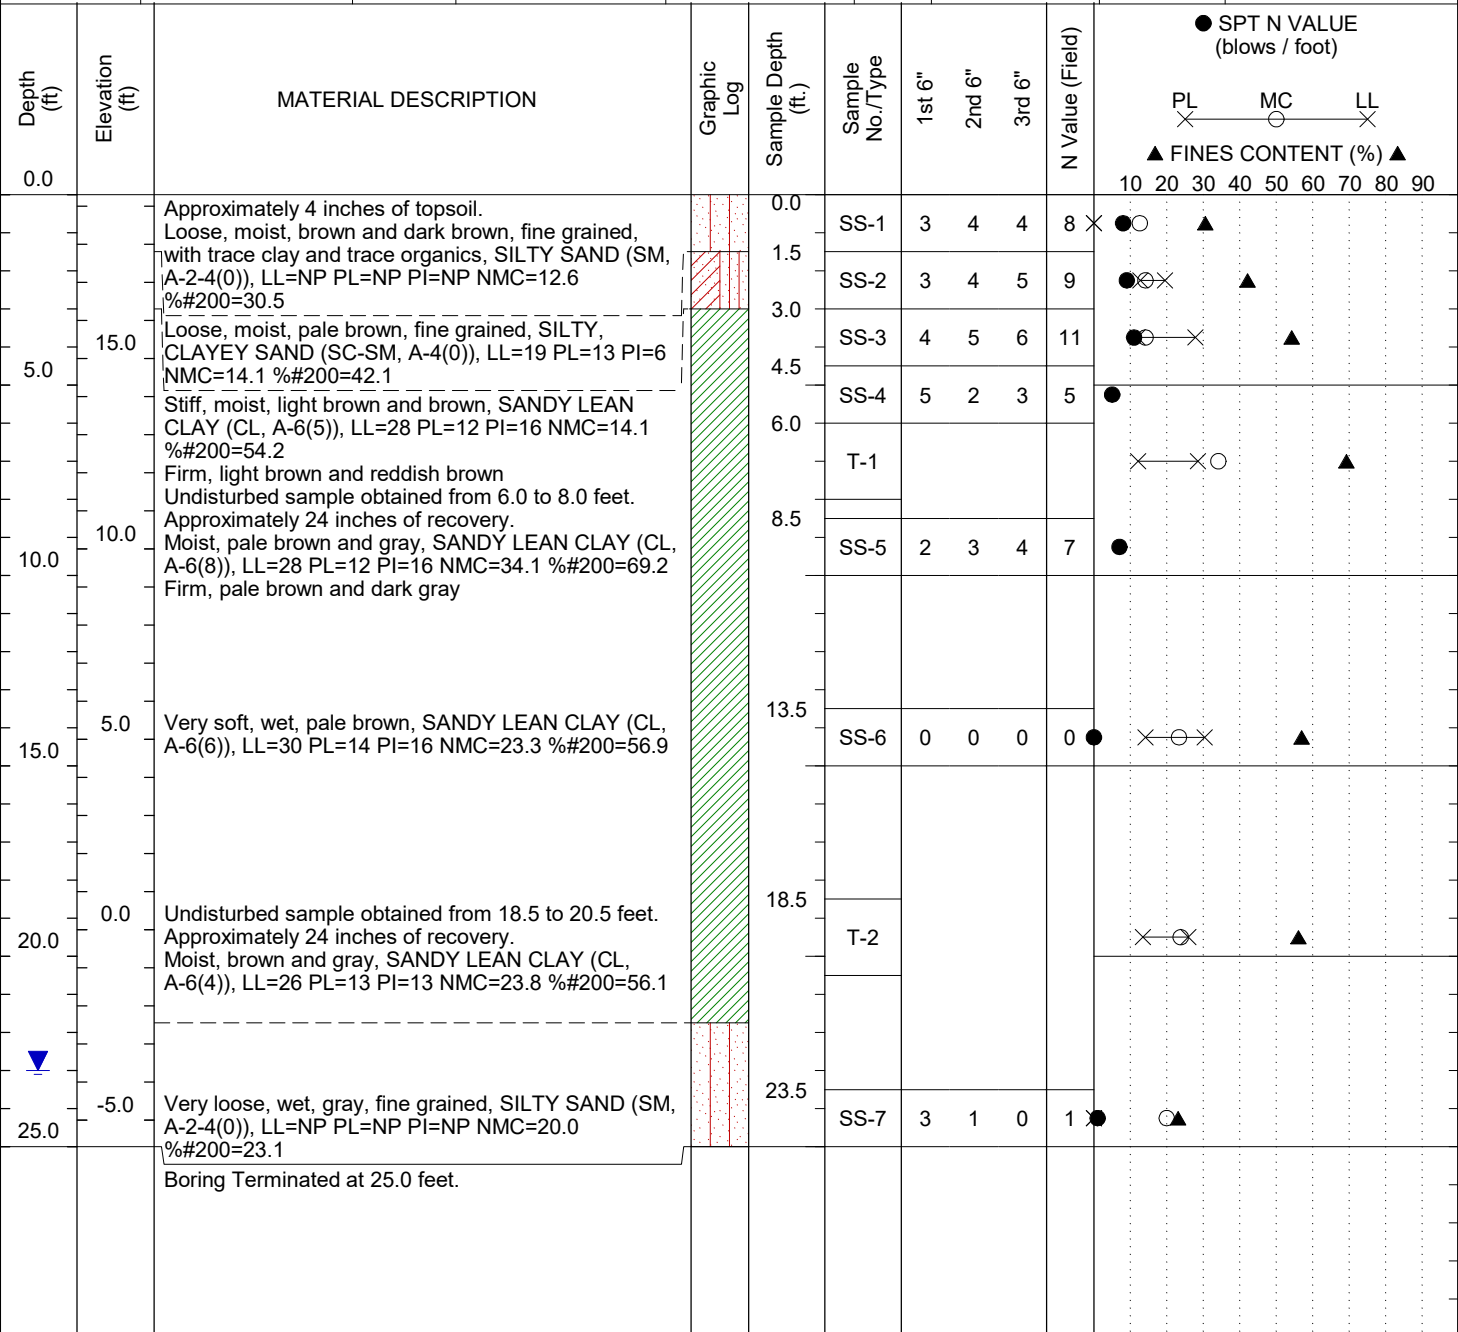 Depth
(ft)
Elevation
(ft)
MATERIAL DESCRIPTION
Graphic
Log
Sample Depth
(ft.)
Sample
No./Type
1st 6"
2nd 6"
3rd 6"
N Value (Field)
SPT N VALUE
(blows / foot)
PL MC LL
FINES CONTENT (%)
10 20 30 40 50 60 70 80 90
0.0
Approximately 4 inches of topsoil.
Loose, moist, brown and dark brown, fine grained,
with trace clay and trace organics, SILTY SAND (SM,
A-2-4(0)), LL=NP PL=NP PI=NP NMC=12.6
%#200=30.5
0.0
SS-1 3 4 4 8
1.5
SS-2 3 4 5 9
3.0
Loose, moist, pale brown, fine grained, SILTY,
CLAYEY SAND (SC-SM, A-4(0)), LL=19 PL=13 PI=6
NMC=14.1 %#200=42.1
15.0
SS-3 4 5 6 11
4.5
5.0
Stiff, moist, light brown and brown, SANDY LEAN
CLAY (CL, A-6(5)), LL=28 PL=12 PI=16 NMC=14.1
%#200=54.2
SS-4 5 2 3 5
6.0
Firm, light brown and reddish brown
Undisturbed sample obtained from 6.0 to 8.0 feet.
Approximately 24 inches of recovery.
Moist, pale brown and gray, SANDY LEAN CLAY (CL,
A-6(8)), LL=28 PL=12 PI=16 NMC=34.1 %#200=69.2
Firm, pale brown and dark gray
T-1
8.5
10.0
10.0
SS-5 2 3 4 7
13.5
5.0
15.0
Very soft, wet, pale brown, SANDY LEAN CLAY (CL,
A-6(6)), LL=30 PL=14 PI=16 NMC=23.3 %#200=56.9
SS-6 0 0 0 0
18.5
0.0
20.0
Undisturbed sample obtained from 18.5 to 20.5 feet.
Approximately 24 inches of recovery.
Moist, brown and gray, SANDY LEAN CLAY (CL,
A-6(4)), LL=26 PL=13 PI=13 NMC=23.8 %#200=56.1
T-2
23.5
-5.0
25.0
Very loose, wet, gray, fine grained, SILTY SAND (SM,
A-2-4(0)), LL=NP PL=NP PI=NP NMC=20.0
%#200=23.1
SS-7 3 1 0 1
Boring Terminated at 25.0 feet.